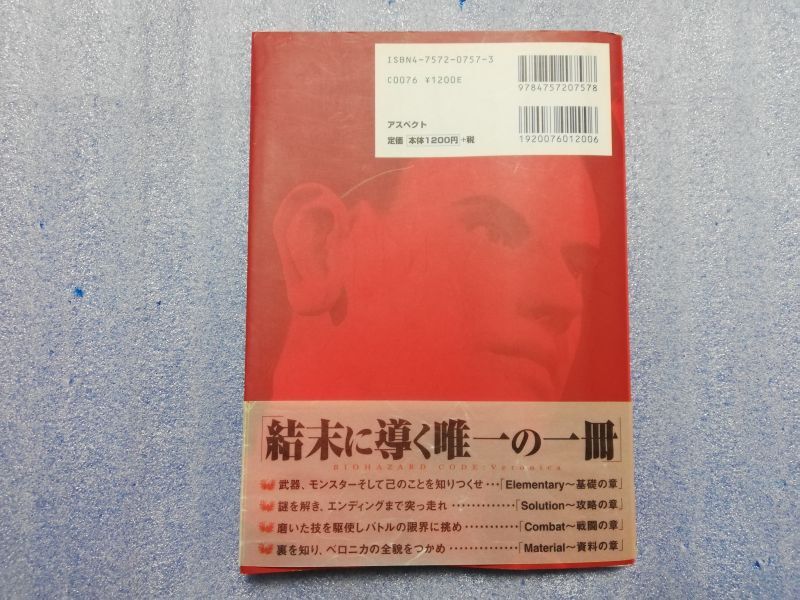 ISBN4-7572-0757-3
C0076 ¥1200E
アスペクト
定価 本体1200円 +税
9784757207578
1920076012006
「結末に導く唯一の一冊」
BIOHAZARD CODE:Veronica
武器、モンスターそして己のことを知りつくせ…「Elementary～基礎の章」
謎を解き、エンディングまで突っ走れ……………「Solution～攻略の章」
磨いた技を駆使しバトルの限界に挑め…………「Combat～戦闘の章」
裏を知り、ベロニカの全貌をつかめ……………「Material～資料の章」